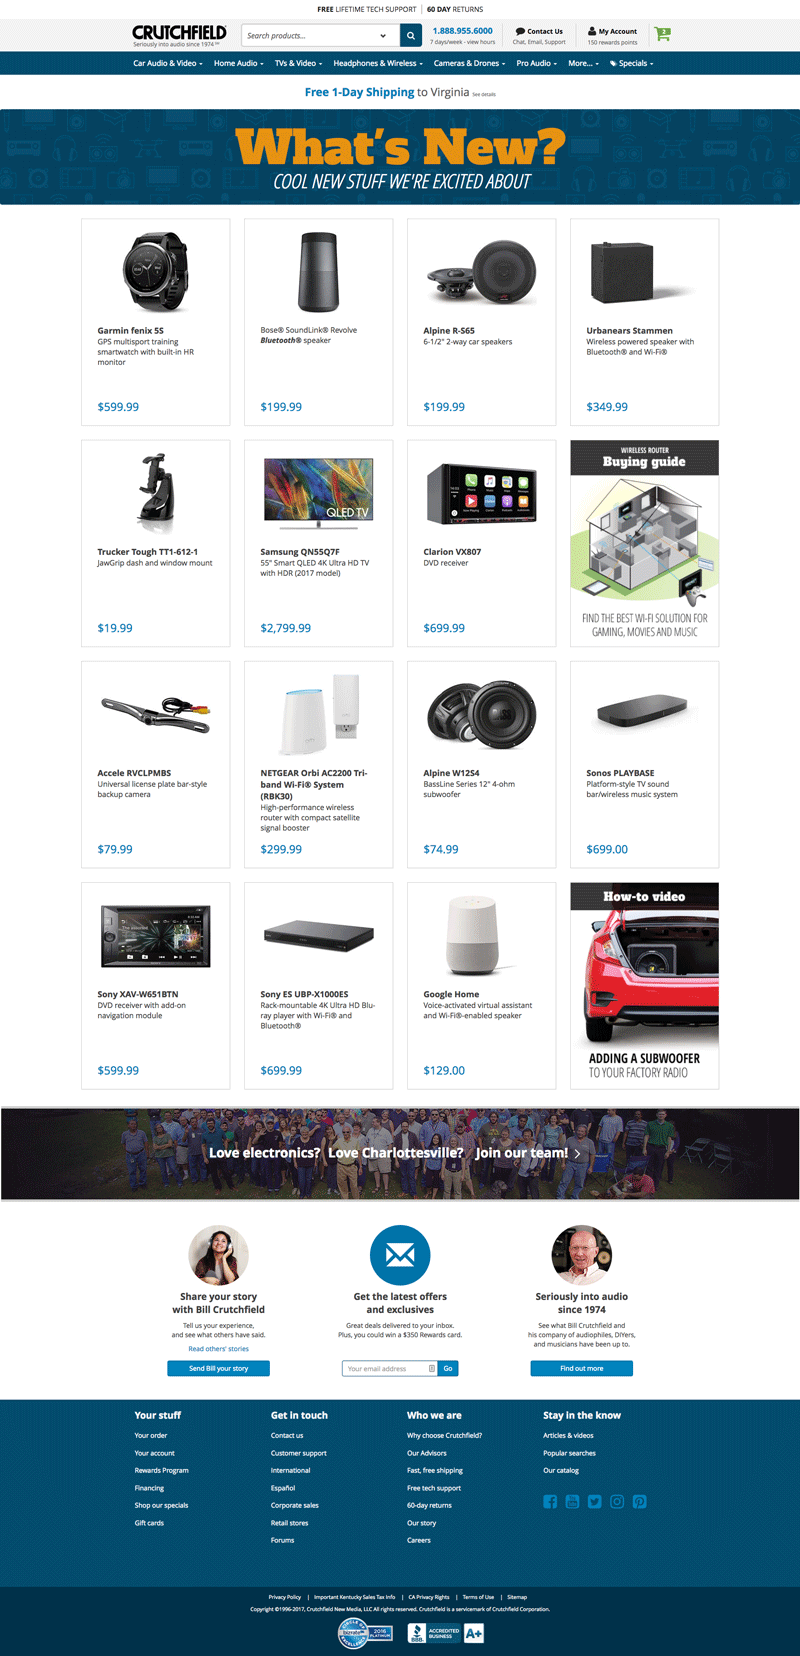 FREE LIFETIME TECH SUPPORT | 60 DAY RETURNS
CRUTCHFIELD
Seriously into audio since 1974
Search products...
1.888.955.6000
7 days/week - view hours
Contact Us
Chat, Email, Support
My Account
150 rewards points
2
Car Audio & Video
Home Audio
TVs & Video
Headphones & Wireless
Cameras & Drones
Pro Audio
More...
Specials
Free 1-Day Shipping to Virginia See details
What's New?
COOL NEW STUFF WE'RE EXCITED ABOUT
Garmin fenix 5S
GPS multisport training
smartwatch with built-in HR
monitor
$599.99
Bose® SoundLink® Revolve
Bluetooth® speaker
$199.99
Alpine R-S65
6-1/2" 2-way car speakers
$199.99
Urbanears Stammen
Wireless powered speaker with
Bluetooth® and Wi-Fi®
$349.99
Trucker Tough TT1-612-1
JawGrip dash and window mount
$19.99
QLED TV
Samsung QN55Q7F
55" Smart QLED 4K Ultra HD TV
with HDR (2017 model)
$2,799.99
Clarion VX807
DVD receiver
$699.99
WIRELESS ROUTER
Buying guide
FIND THE BEST WI-FI SOLUTION FOR
GAMING, MOVIES AND MUSIC
Accele RVCLPMBS
Universal license plate bar-style
backup camera
$79.99
NETGEAR Orbi AC2200 Tri-
band Wi-Fi® System
(RBK30)
High-performance wireless
router with compact satellite
signal booster
$299.99
Alpine W12S4
BassLine Series 12" 4-ohm
subwoofer
$74.99
Sonos PLAYBASE
Platform-style TV sound
bar/wireless music system
$699.00
Sony XAV-W651BTN
DVD receiver with add-on
navigation module
$599.99
Sony ES UBP-X1000ES
Rack-mountable 4K Ultra HD Blu-
ray player with Wi-Fi® and
Bluetooth®
$699.99
Google Home
Voice-activated virtual assistant
and Wi-Fi®-enabled speaker
$129.00
How-to video
ADDING A SUBWOOFER
TO YOUR FACTORY RADIO
Love electronics? Love Charlottesville? Join our team! >
Share your story
with Bill Crutchfield
Tell us your experience,
and see what others have said.
Read others' stories
Send Bill your story
Get the latest offers
and exclusives
Great deals delivered to your inbox.
Plus, you could win a $350 Rewards card.
Your email address
Go
Seriously into audio
since 1974
See what Bill Crutchfield and
his company of audiophiles, DIYers,
and musicians have been up to.
Find out more
Your stuff
Your order
Your account
Rewards Program
Financing
Shop our specials
Gift cards
Get in touch
Contact us
Customer support
International
Español
Corporate sales
Retail stores
Forums
Who we are
Why choose Crutchfield?
Our Advisors
Fast, free shipping
Free tech support
60-day returns
Our story
Careers
Stay in the know
Articles & videos
Popular searches
Our catalog
Privacy Policy | Important Kentucky Sales Tax Info | CA Privacy Rights | Terms of Use | Sitemap
Copyright ©1996-2017, Crutchfield New Media, LLC All rights reserved. Crutchfield is a servicemark of Crutchfield Corporation.
CIRCLE OF EXCELLENCE
bizrate
2016
PLATINUM
BBB.
ACCREDITED
BUSINESS
A+